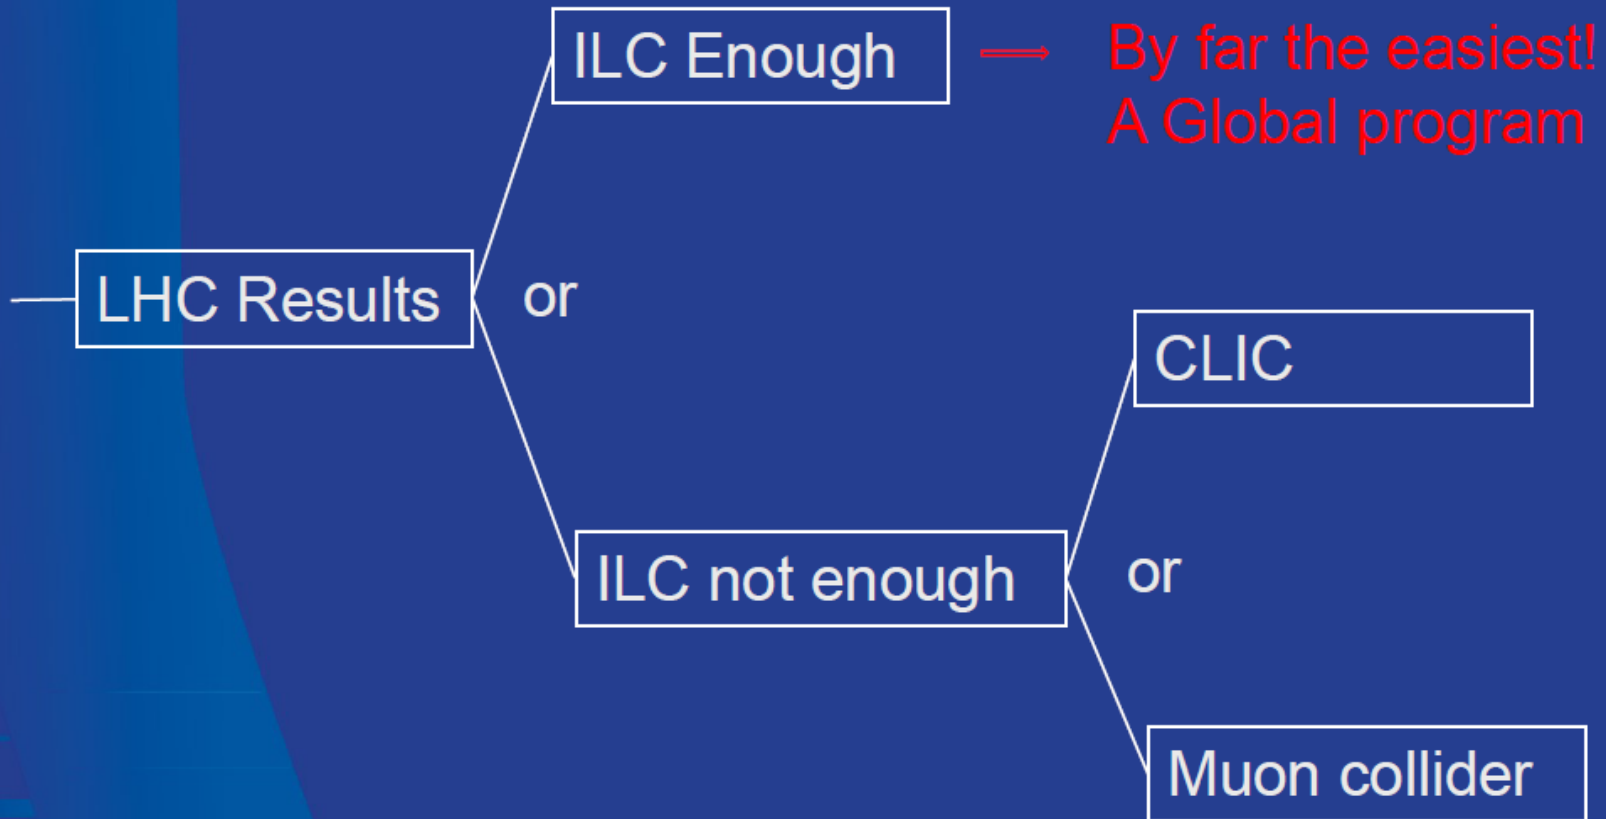 ILC Enough
By far the easiest!
A Global program
LHC Results
or
CLIC
ILC not enough
or
Muon collider